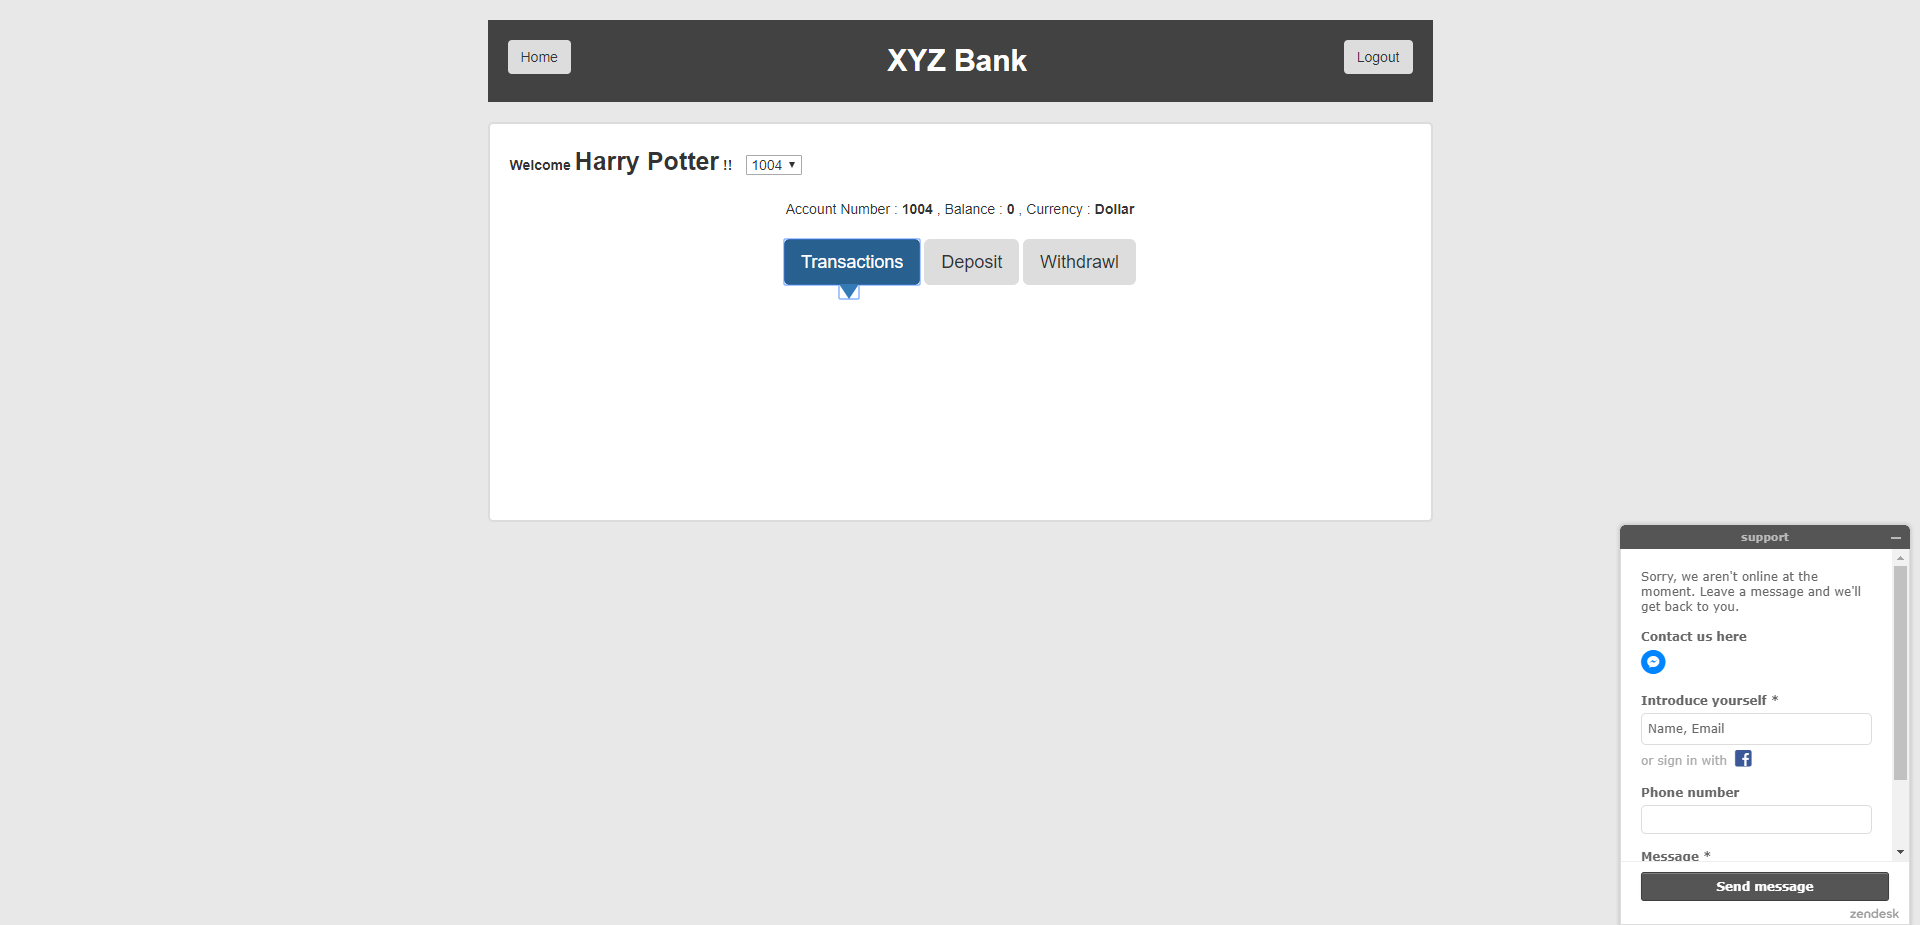 Home
XYZ Bank
Logout
Welcome Harry Potter !! 1004
Account Number : 1004 , Balance : 0 , Currency : Dollar
Transactions Deposit Withdrawl
support
Sorry, we aren't online at the
moment. Leave a message and we'll
get back to you.
Contact us here
Introduce yourself *
Name, Email
or sign in with
Phone number
Message *
Send message
zendesk